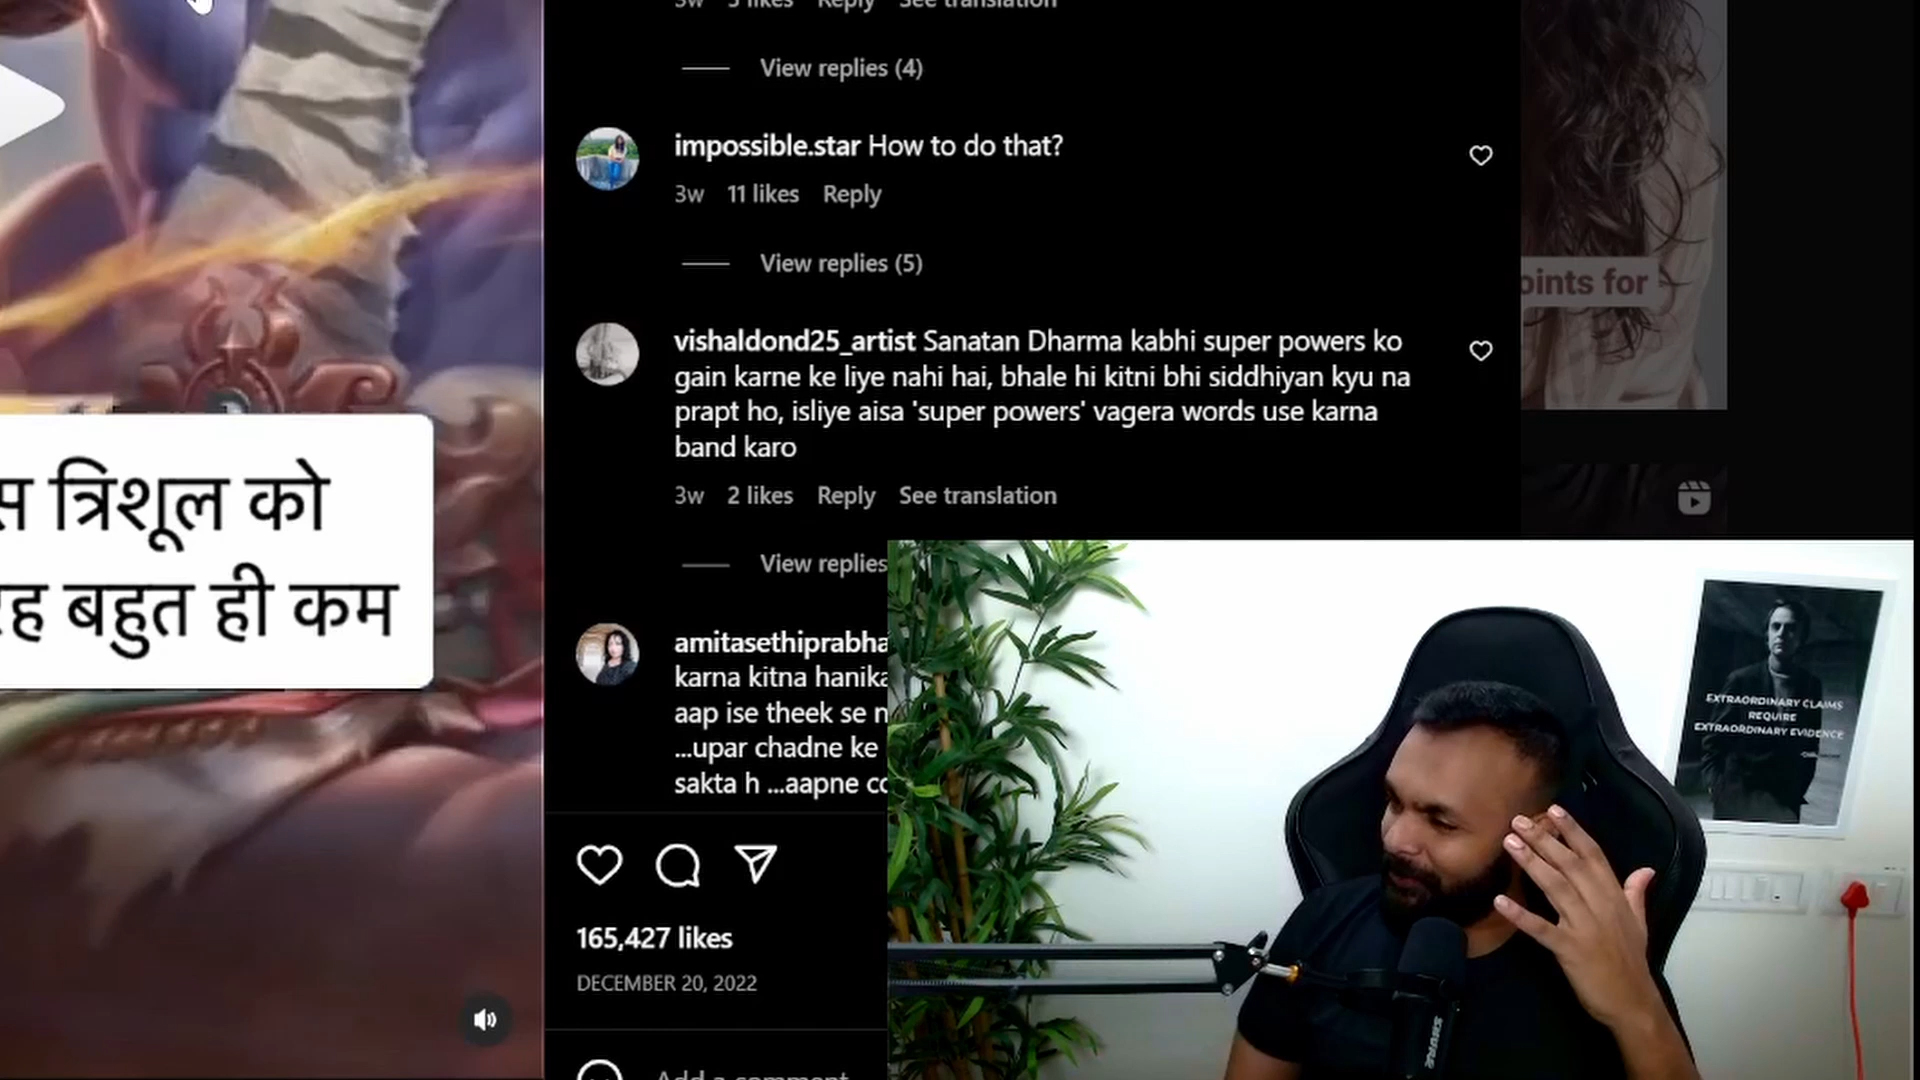 3w 5 likes Reply See translation
View replies (4)
impossible.star How to do that?
3w 11 likes Reply
View replies (5)
vishaldond25_artist Sanatan Dharma kabhi super powers ko
gain karne ke liye nahi hai, bhale hi kitni bhi siddhiyan kyu na
prapt ho, isliye aisa 'super powers' vagera words use karna
band karo
3w 2 likes Reply See translation
View replies
amitasethiprabha
karna kitna hanika
aap ise theek se n
...upar chadne ke
sakta h ...aapne co
165,427 likes
DECEMBER 20, 2022
Add a comment
त्रिशूल को
बहुत ही कम
oints for
EXTRAORDINARY CLAIMS
REQUIRE
EXTRAORDINARY EVIDENCE
SHURE